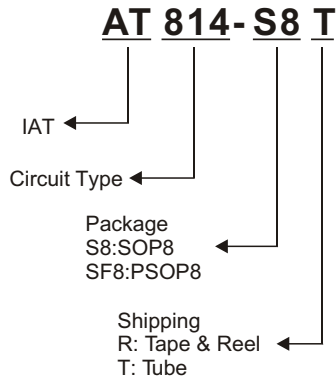 AT 814-S8 T
IAT
Circuit Type
Package
S8:SOP8
SF8:PSOP8
Shipping
R: Tape & Reel
T: Tube